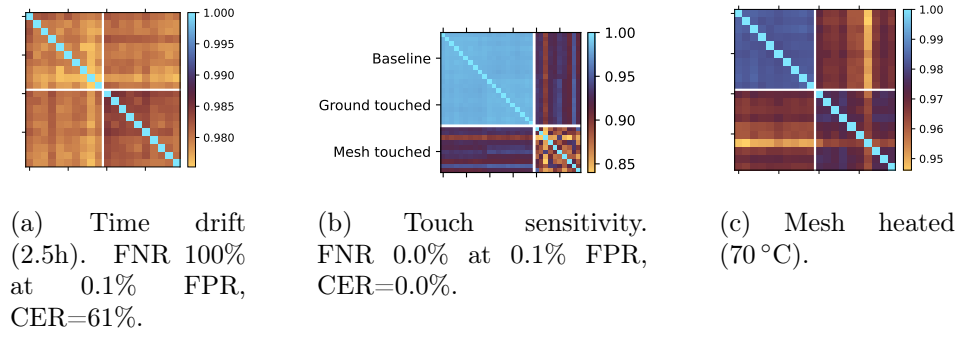 1.000
0.995
0.990
0.985
0.980
Baseline
Ground touched
Mesh touched
1.00
0.95
0.90
0.85
1.00
0.99
0.98
0.97
0.96
0.95
(a) Time drift
(2.5h). FNR 100%
at 0.1% FPR,
CER=61%.
(b) Touch sensitivity.
FNR 0.0% at 0.1% FPR,
CER=0.0%.
(c) Mesh heated
(70 °C).